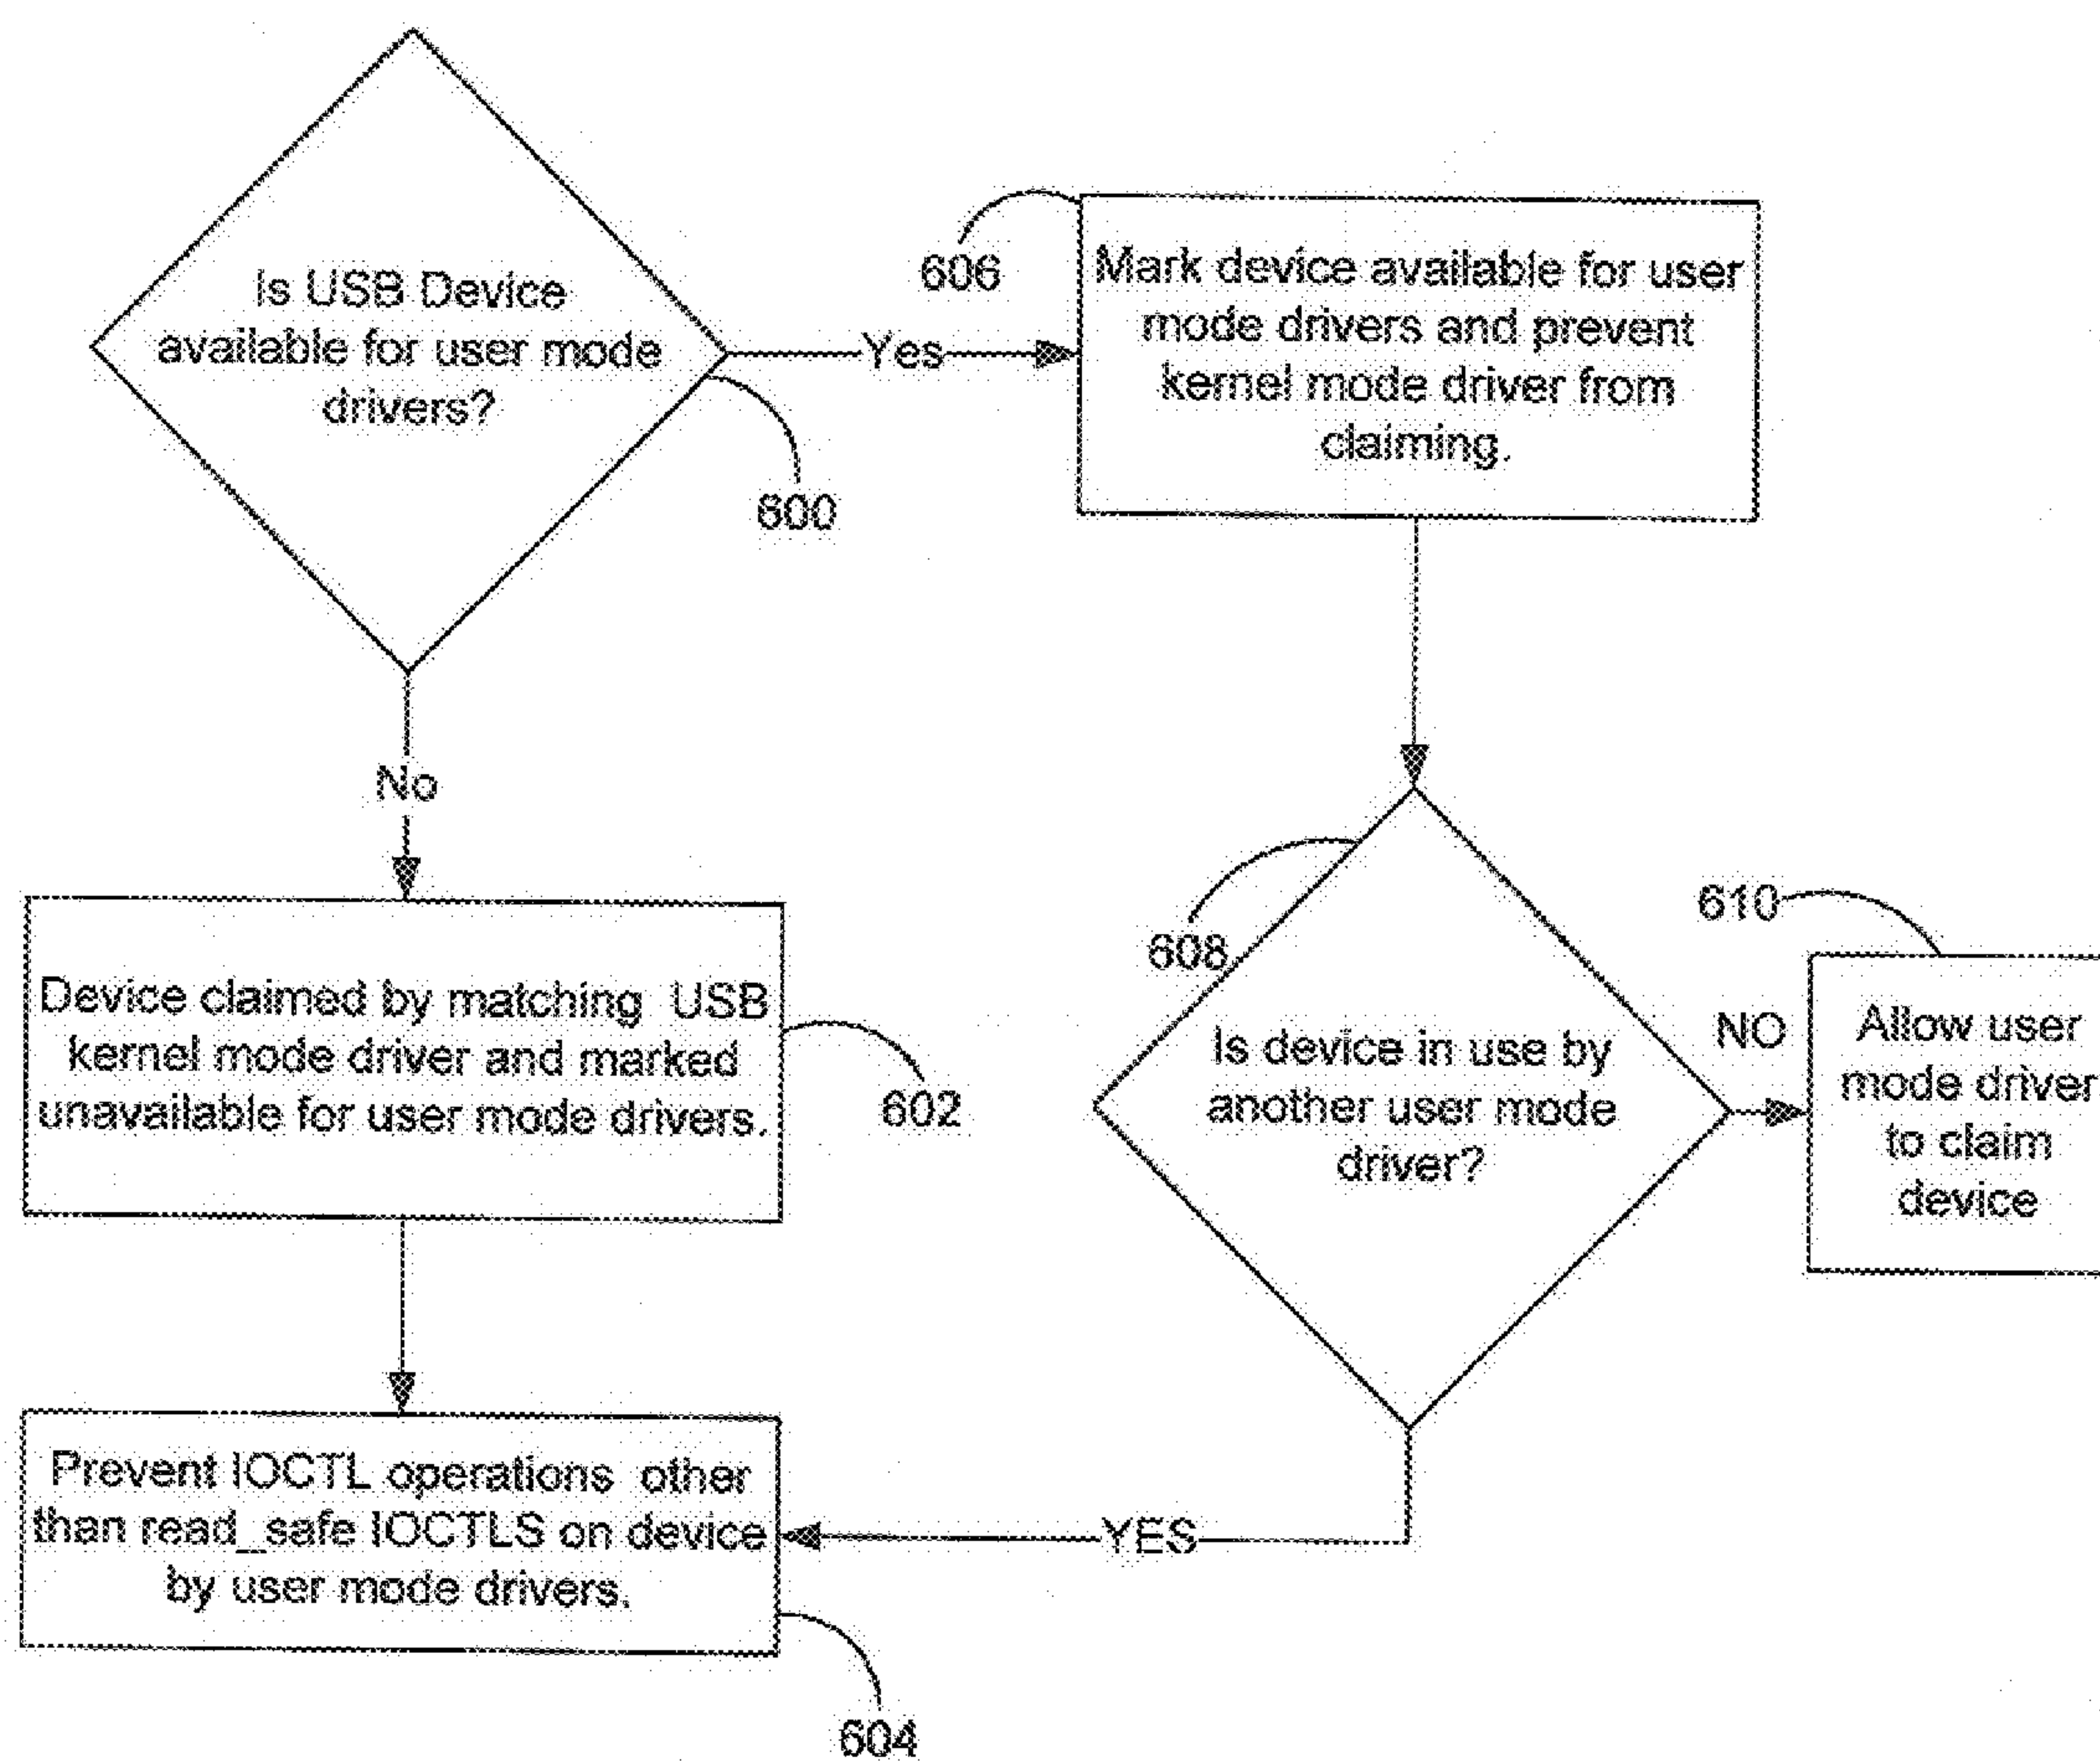 Is USB Device
available for user mode
drivers?
600
Yes
606
Mark device available for user
mode drivers and prevent
kernel mode driver from
claiming.
No
Device claimed by matching USB
kernel mode driver and marked
unavailable for user mode drivers.
602
608
Is device in use by
another user mode
driver?
NO
610
Allow user
mode driver
to claim
device
YES
Prevent IOCTL operations other
than read_safe IOCTLS on device
by user mode drivers.
604